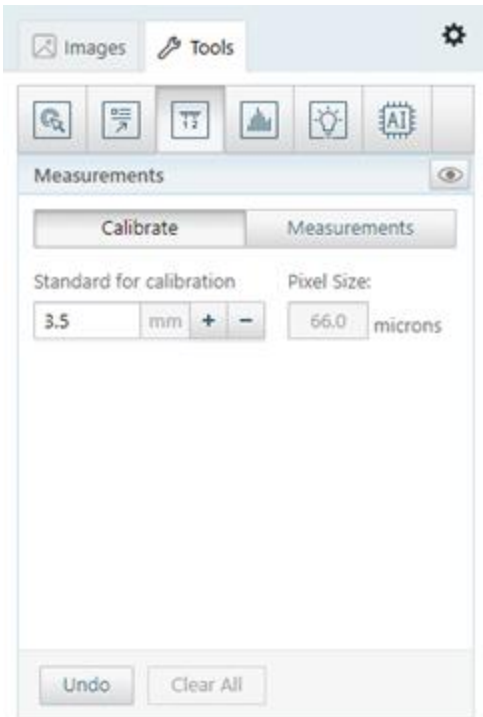 Images Tools
AI
Measurements
Calibrate Measurements
Standard for calibration Pixel Size:
3.5 mm + − 66.0 microns
Undo Clear All